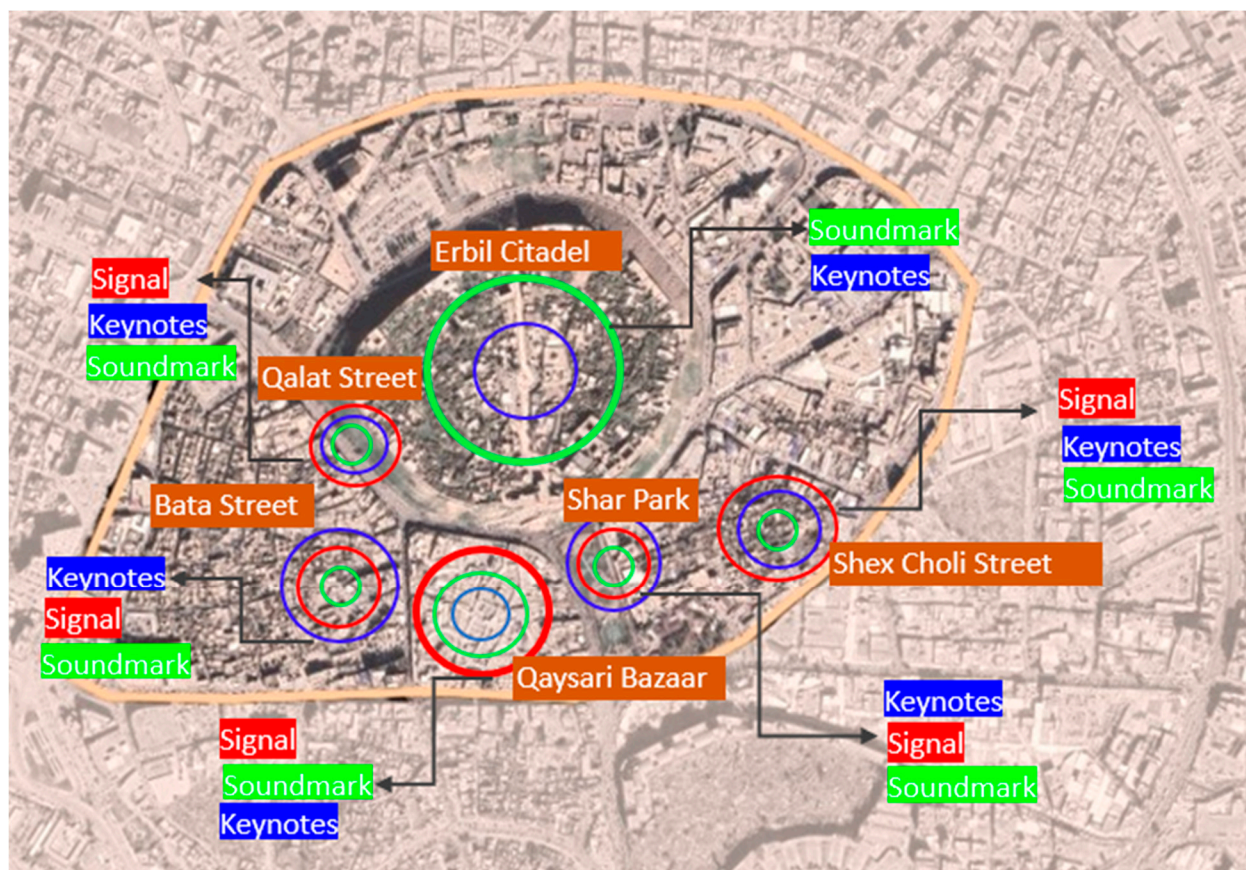 Erbil Citadel
Soundmark
Keynotes
Signal
Keynotes
Soundmark
Qalat Street
Signal
Keynotes
Soundmark
Bata Street
Shar Park
Shex Choli Street
Keynotes
Signal
Soundmark
Qaysari Bazaar
Signal
Soundmark
Keynotes
Keynotes
Signal
Soundmark